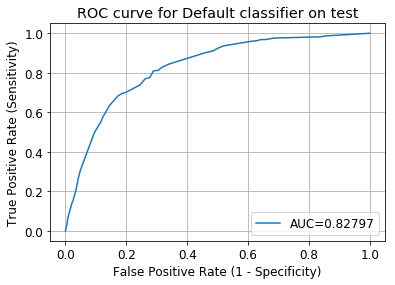 ROC curve for Default classifier on test
1.0
0.8
0.6
0.4
0.2
0.0
True Positive Rate (Sensitivity)
AUC=0.82797
0.0 0.2 0.4 0.6 0.8 1.0
False Positive Rate (1 - Specificity)